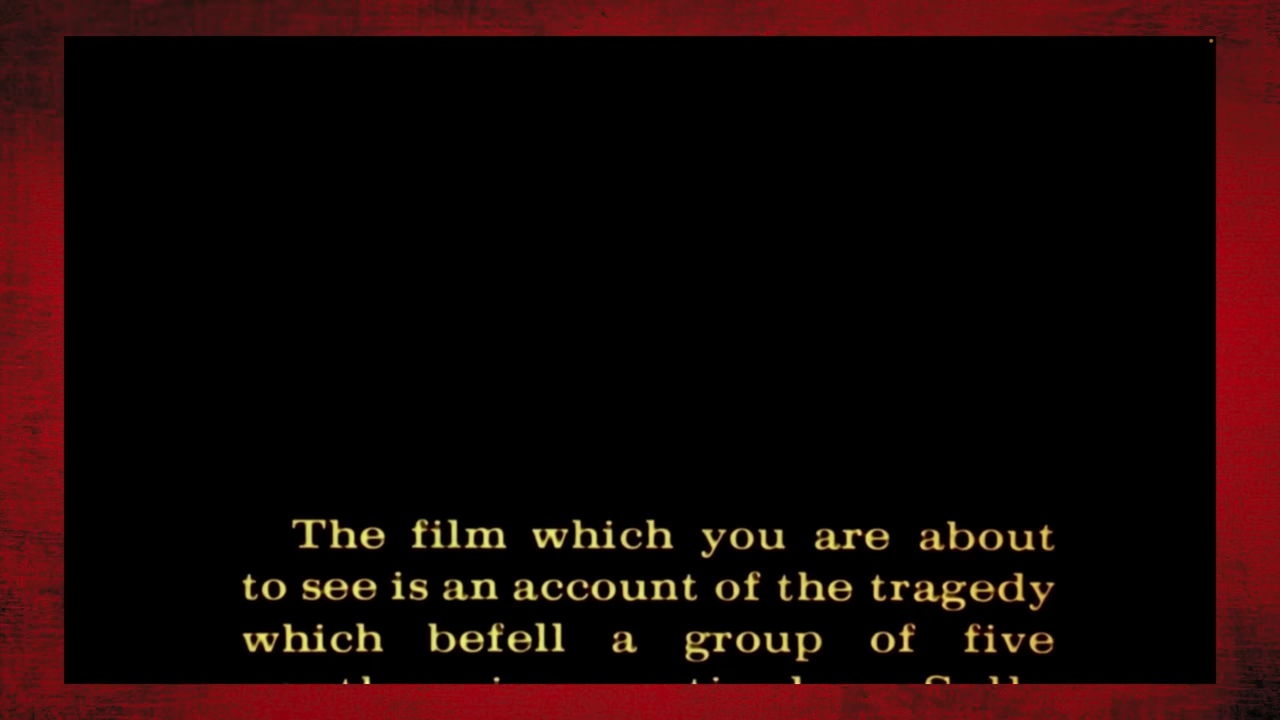 The film which you are about
to see is an account of the tragedy
which befell a group of five